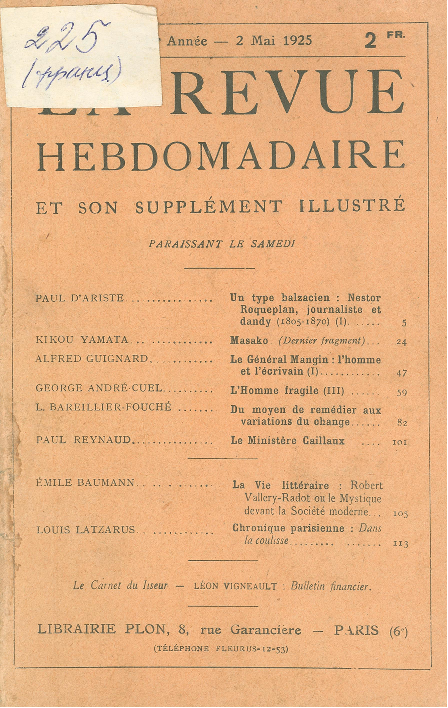 225
Année — 2 Mai 1925 2 FR.
LA REVUE
HEBDOMADAIRE
ET SON SUPPLÉMENT ILLUSTRÉ
PARAISSANT LE SAMEDI
PAUL D'ARISTE .............. Un type balzacien : Nestor
Roqueplan, journaliste et
dandy (1805-1870) (I). ..... 5
KIKOU YAMATA .. ............ Masako (Dernier fragment)... 24
ALFRED GUIGNARD........... Le Général Mangin : l'homme
et l'écrivain (I)........... 47
GEORGE ANDRÉ-CUEL.......... L'Homme fragile (III) ...... 59
L. BAREILLIER-FOUCHÉ ....... Du moyen de remédier aux
variations du change...... 82
PAUL REYNAUD.............. Le Ministère Caillaux .... 101
ÉMILE BAUMANN............ La Vie littéraire : Robert
Vallery-Radot ou le Mystique
devant la Société moderne... 105
LOUIS LATZARUS............ Chronique parisienne : Dans
la coulisse ........ ....... 113
Le Carnet du liseur — LÉON VIGNEAULT : Bulletin financier.
LIBRAIRIE PLON, 8, rue Garancière — PARIS (6e)
(TÉLÉPHONE FLEURUS-12-53)